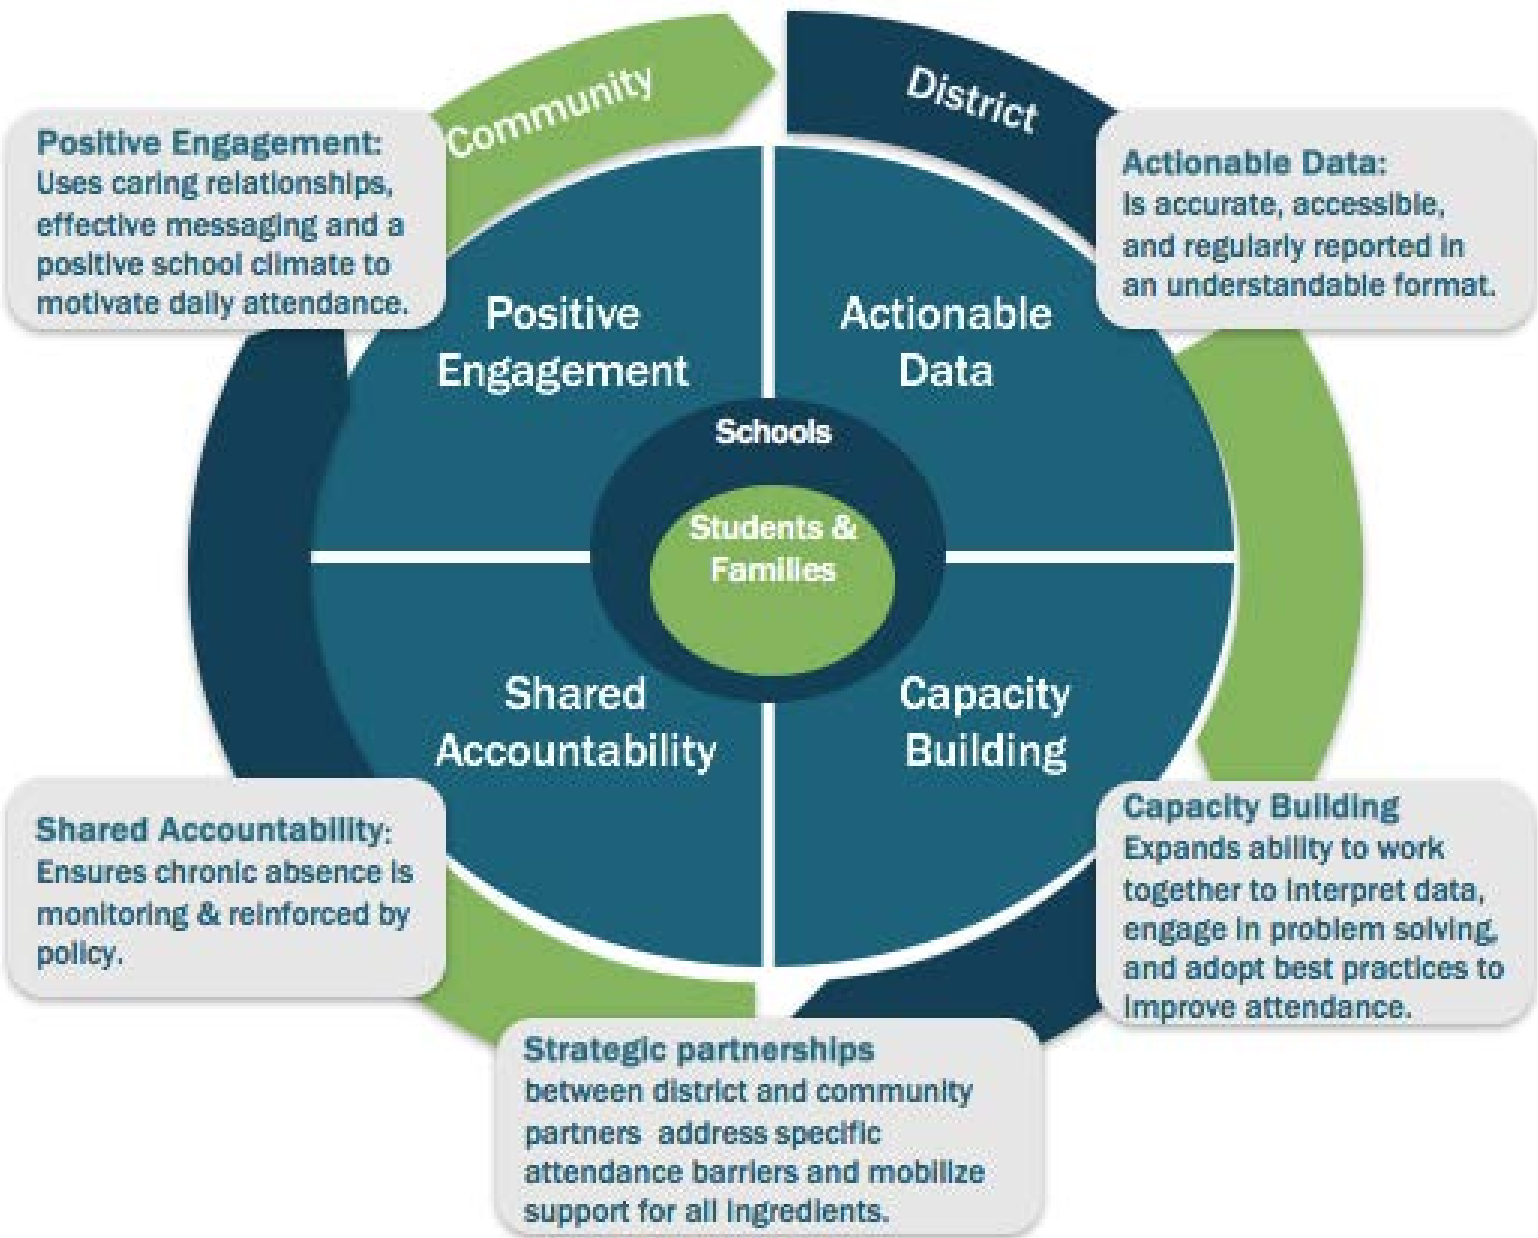 Community
District
Positive Engagement:
Uses caring relationships,
effective messaging and a
positive school climate to
motivate daily attendance.
Actionable Data:
Is accurate, accessible,
and regularly reported in
an understandable format.
Positive
Engagement
Actionable
Data
Schools
Students &
Families
Shared
Accountability
Capacity
Building
Shared Accountability:
Ensures chronic absence is
monitoring & reinforced by
policy.
Capacity Building
Expands ability to work
together to interpret data,
engage in problem solving,
and adopt best practices to
improve attendance.
Strategic partnerships
between district and community
partners address specific
attendance barriers and mobilize
support for all ingredients.